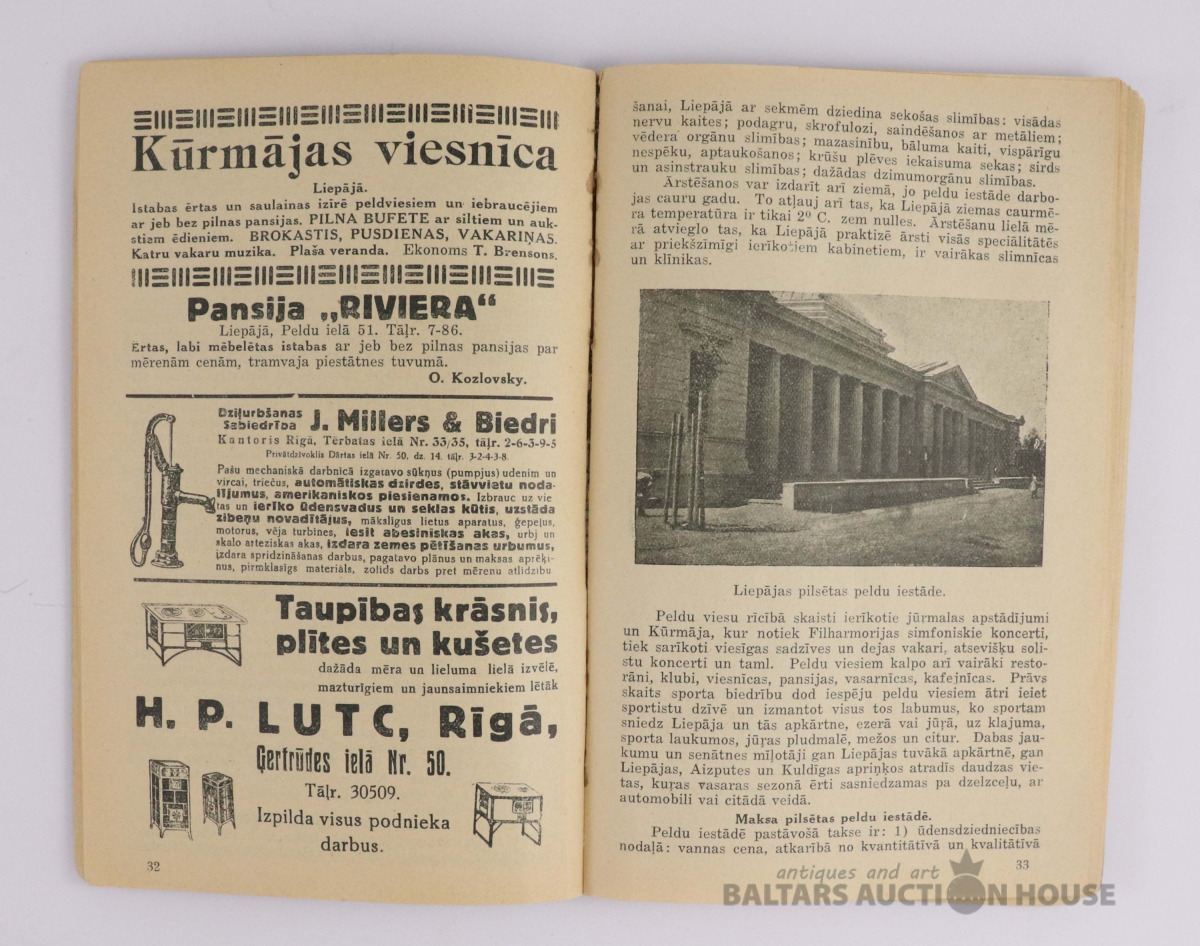 Kūrmājas viesnīca
Liepājā.
Istabas ērtas un saulainas izīrē peldviesiem un iebraucējiem
ar jeb bez pilnas pansijas. PILNA BUFETE ar siltiem un auk-
stiem ēdieniem. BROKASTIS, PUSDIENAS, VAKARIŅAS.
Katru vakaru muzika. Plaša veranda. Ekonoms T. Brensons.
Pansija „RIVIERA“
Liepājā, Peldu ielā 51. Tāļr. 7-86.
Ērtas, labi mēbelētas istabas ar jeb bez pilnas pansijas par
mērenām cenām, tramvaja piestātnes tuvumā.
O. Kozlovsky.
Dziļurbšanas
Sabiedrība J. Millers & Biedri
Kantoris Rīgā, Tērbatas ielā Nr. 33/35, tāļr. 2-6-3-9-5
Privātdzīvoklis Dārtas ielā Nr. 50, dz. 14. tāļr. 3-2-4-3-8.
Pašu mechaniskā darbnīcā izgatavo sūkņus (pumpjus) udenim un
vircai, triečus, automātiskas dzirdes, stāvvietu noda-
lījumus, amerikaniskos piesienamos. Izbrauc uz vie
tas un ierīko ūdensvadus un seklas kūtis, uzstāda
zibeņu novadītājus, mākslīgus lietus aparatus, ģepeļus,
motorus, vēja turbīnes, iesit abesiniskas akas, urbj un
skalo arteziskas akas, izdara zemes pētīšanas urbumus,
izdara spridzināšanas darbus, pagatavo plānus un maksas aprēķi-
nus, pirmklasīgs materiāls, zolids darbs pret mērenu atlīdzību
Taupības krāsnis,
plītes un kušetes
dažāda mēra un lieluma lielā izvēlē,
mazturīgiem un jaunsaimniekiem lētāk
H. P. LUTC, Rīgā,
Ģertrūdes ielā Nr. 50.
Tāļr. 30509.
Izpilda visus podnieka
darbus.
32
šanai, Liepājā ar sekmēm dziedina sekošas slimības: visādas
nervu kaites; podagru, skrofulozi, saindēšanos ar metāliem;
vēdera orgānu slimības; mazasinību, bāluma kaiti, vispārīgu
nespēku, aptaukošanos; krūšu plēves iekaisuma sekas; sirds
un asinstrauku slimības; dažādas dzimumorgānu slimības.
Ārstēšanos var izdarīt arī ziemā, jo peldu iestāde darbo-
jas cauru gadu. To atļauj arī tas, ka Liepājā ziemas caurmē-
ra temperatūra ir tikai 2⁰ C. zem nulles. Ārstēšanu lielā mē-
rā atvieglo tas, ka Liepājā praktizē ārsti visās speciālitātēs
ar priekšzīmīgi ierīkotiem kabinetiem, ir vairākas slimnīcas
un klīnikas.
Liepājas pilsētas peldu iestāde.
Peldu viesu rīcībā skaisti ierīkotie jūrmalas apstādījumi
un Kūrmāja, kur notiek Filharmorijas simfoniskie koncerti,
tiek sarīkoti viesīgas sadzīves un dejas vakari, atsevišķu soli-
stu koncerti un taml. Peldu viesiem kalpo arī vairāki resto-
rāni, klubi, viesnīcas, pansijas, vasarnīcas, kafejnīcas. Prāvs
skaits sporta biedrību dod iespēju peldu viesiem ātri ieiet
sportistu dzīvē un izmantot visus tos labumus, ko sportam
sniedz Liepāja un tās apkārtne, ezerā vai jūrā, uz klajuma,
sporta laukumos, jūras pludmalē, mežos un citur. Dabas jau-
kumu un senātnes mīļotāji gan Liepājas tuvākā apkārtnē, gan
Liepājas, Aizputes un Kuldīgas apriņķos atradīs daudzas vie-
tas, kuŗas vasaras sezonā ērti sasniedzamas pa dzelzceļu, ar
automobili vai citādā veidā.
Maksa pilsētas peldu iestādē.
Peldu iestādē pastāvošā takse ir: 1) ūdensdziedniecības
nodaļā: vannas cena, atkarībā no kvantitātīvā un kvalitātīvā
33
antiques and art
BALTARS AUCTION HOUSE